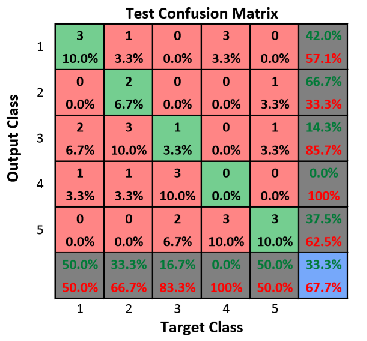 Test Confusion Matrix
3 1 0 3 0 42.0%
1
10.0% 3.3% 0.0% 3.3% 0.0% 57.1%
0 2 0 0 1 66.7%
2
0.0% 6.7% 0.0% 0.0% 3.3% 33.3%
2 3 1 0 1 14.3%
3
6.7% 10.0% 3.3% 0.0% 3.3% 85.7%
1 1 3 0 0 0.0%
4
3.3% 3.3% 10.0% 0.0% 0.0% 100%
0 0 2 3 3 37.5%
5
0.0% 0.0% 6.7% 10.0% 10.0% 62.5%
50.0% 33.3% 16.7% 0.0% 50.0% 33.3%
50.0% 66.7% 83.3% 100% 50.0% 67.7%
1 2 3 4 5
Target Class
Output Class